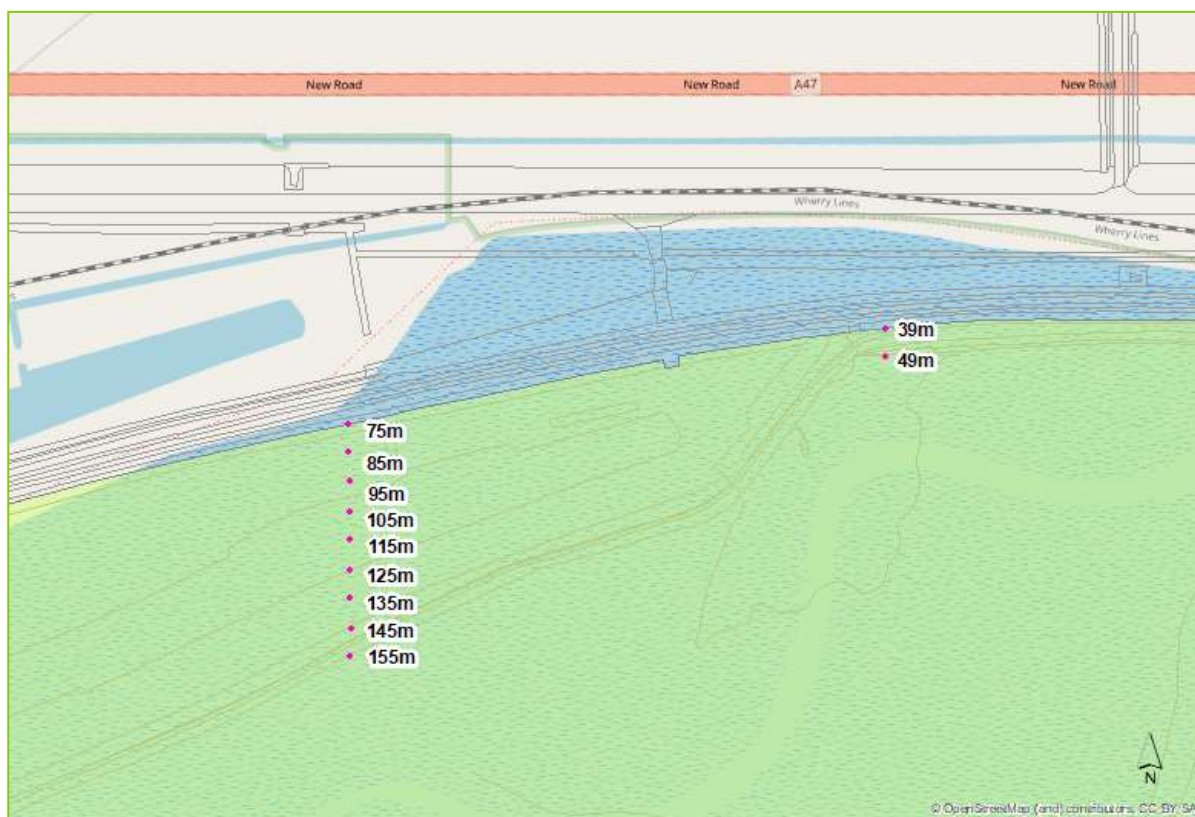 New Road
New Road
A47
New Road
Wherry Lines
Wherry Lines
39m
49m
75m
85m
95m
105m
115m
125m
135m
145m
155m
N
© OpenStreetMap (and) contributors, CC-BY-SA